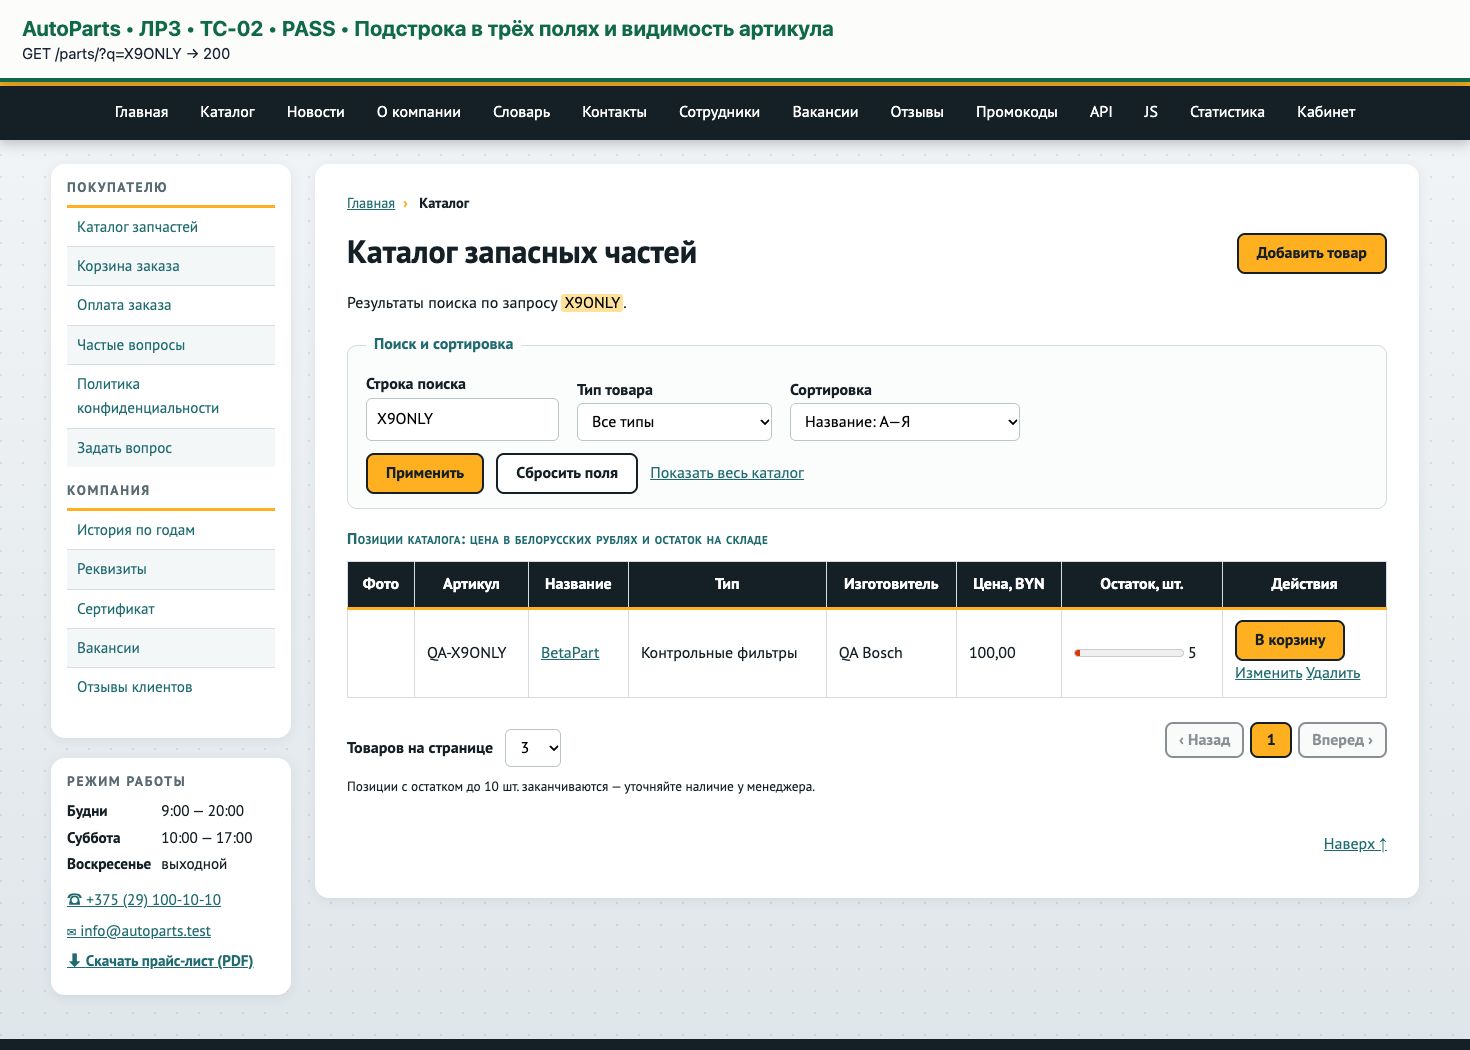 AutoParts • ЛР3 • TC-02 • PASS • Подстрока в трёх полях и видимость артикула
GET /parts/?q=X9ONLY → 200
Главная Каталог Новости О компании Словарь Контакты Сотрудники Вакансии Отзывы Промокоды API JS Статистика Кабинет
ПОКУПАТЕЛЮ
Каталог запчастей
Корзина заказа
Оплата заказа
Частые вопросы
Политика
конфиденциальности
Задать вопрос
КОМПАНИЯ
История по годам
Реквизиты
Сертификат
Вакансии
Отзывы клиентов
РЕЖИМ РАБОТЫ
Будни 9:00 — 20:00
Суббота 10:00 — 17:00
Воскресенье выходной
☎ +375 (29) 100-10-10
✉ info@autoparts.test
⬇ Скачать прайс-лист (PDF)
Главная › Каталог
Каталог запасных частей
Добавить товар
Результаты поиска по запросу X9ONLY.
Поиск и сортировка
Строка поиска Тип товара Сортировка
X9ONLY Все типы Название: А—Я
Применить Сбросить поля Показать весь каталог
Позиции каталога: цена в белорусских рублях и остаток на складе
Фото Артикул Название Тип Изготовитель Цена, BYN Остаток, шт. Действия
QA-X9ONLY BetaPart Контрольные фильтры QA Bosch 100,00 5 В корзину
Изменить Удалить
Товаров на странице 3 ‹ Назад 1 Вперед ›
Позиции с остатком до 10 шт. заканчиваются — уточняйте наличие у менеджера.
Наверх ↑